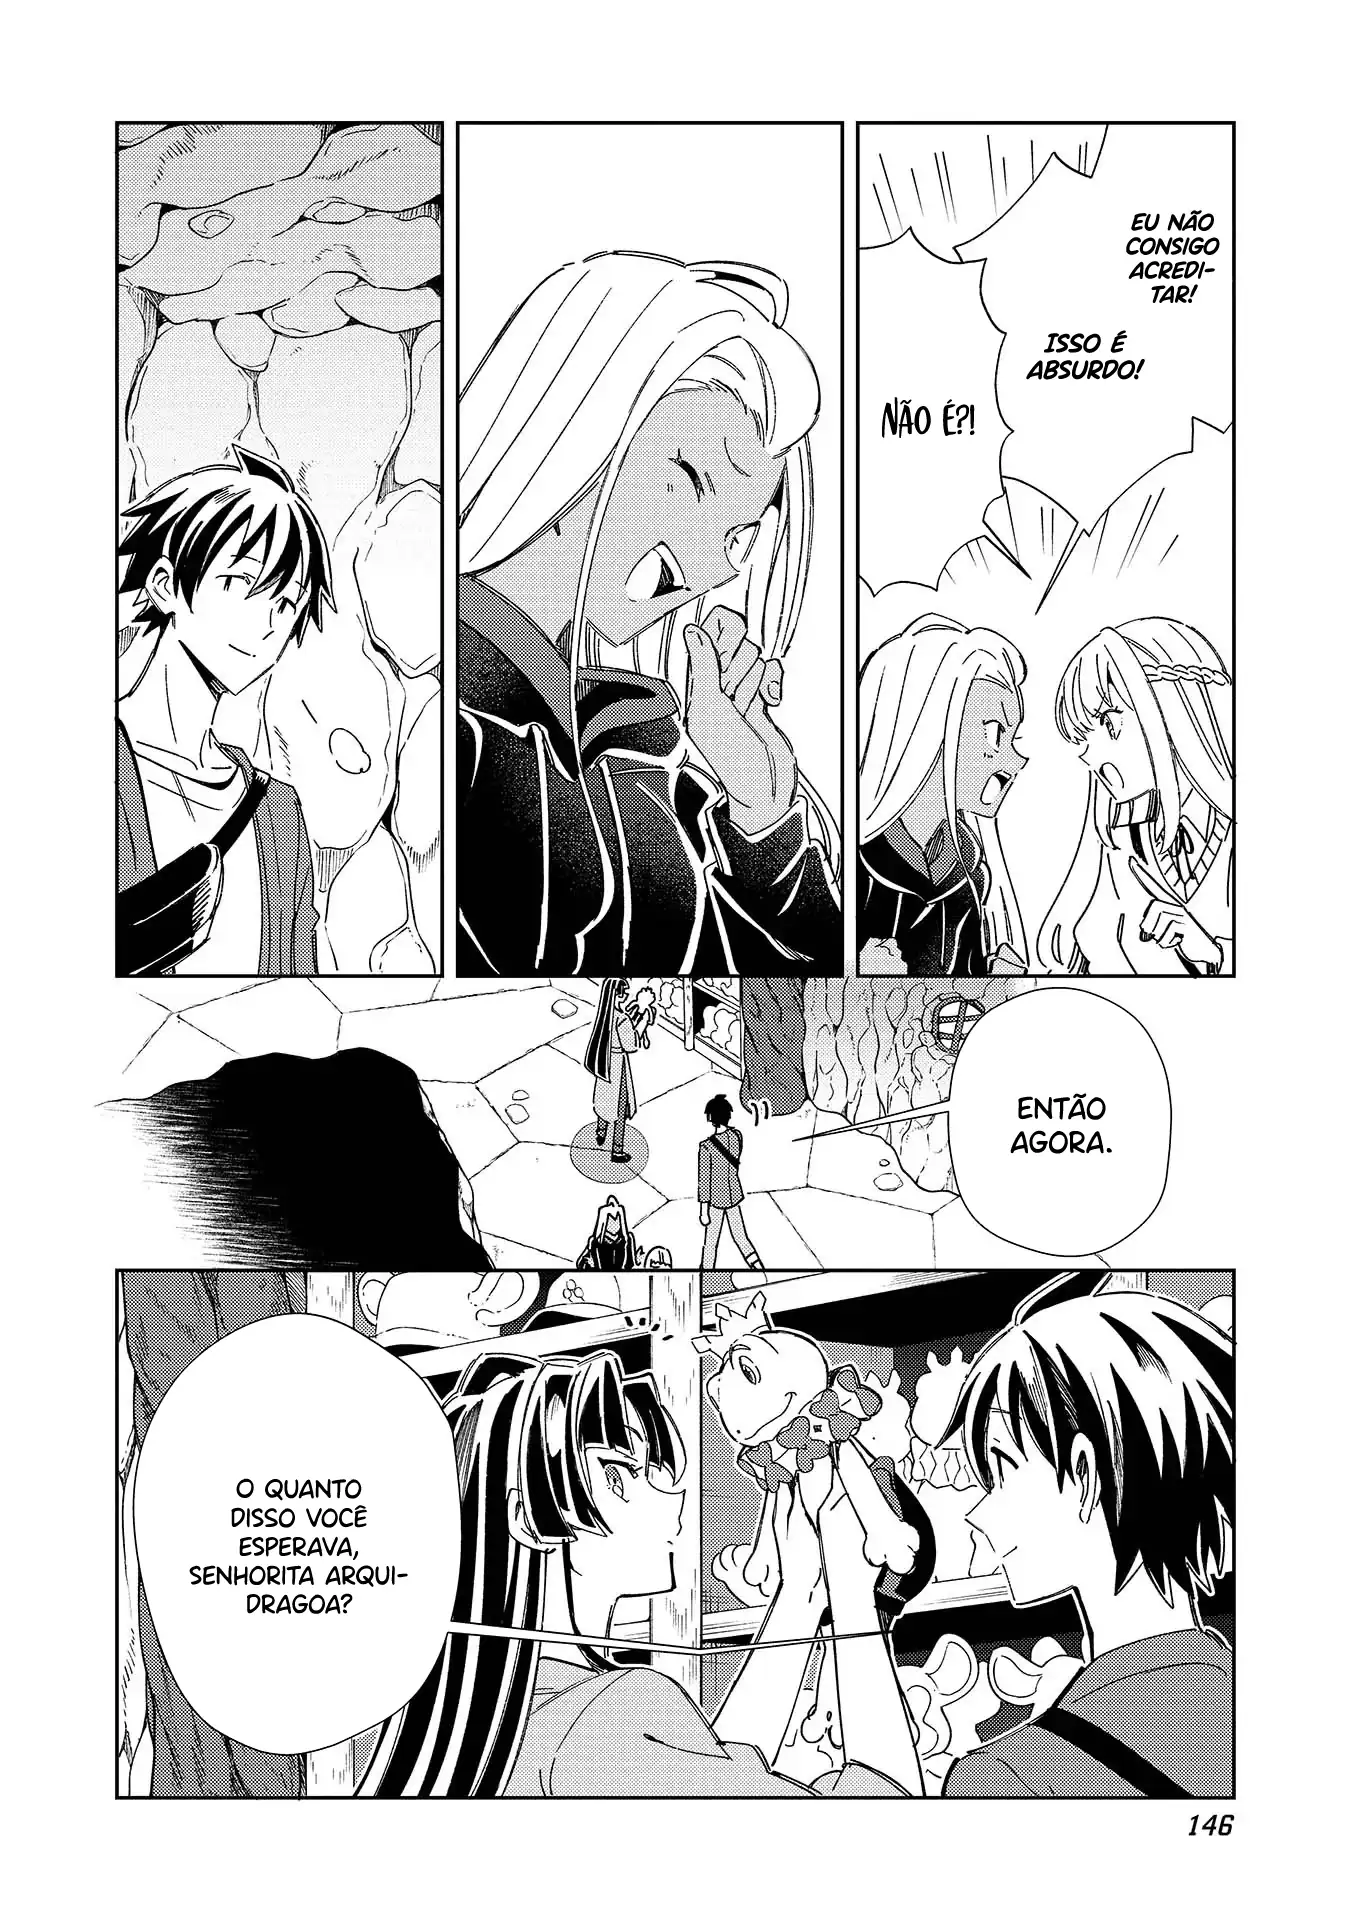 EU NÃO
CONSIGO
ACREDI-
TAR!
ISSO É
ABSURDO!
NÃO É?!
ENTÃO
AGORA.
O QUANTO
DISSO VOCÊ
ESPERAVA,
SENHORITA ARQUI-
DRAGOA?
146